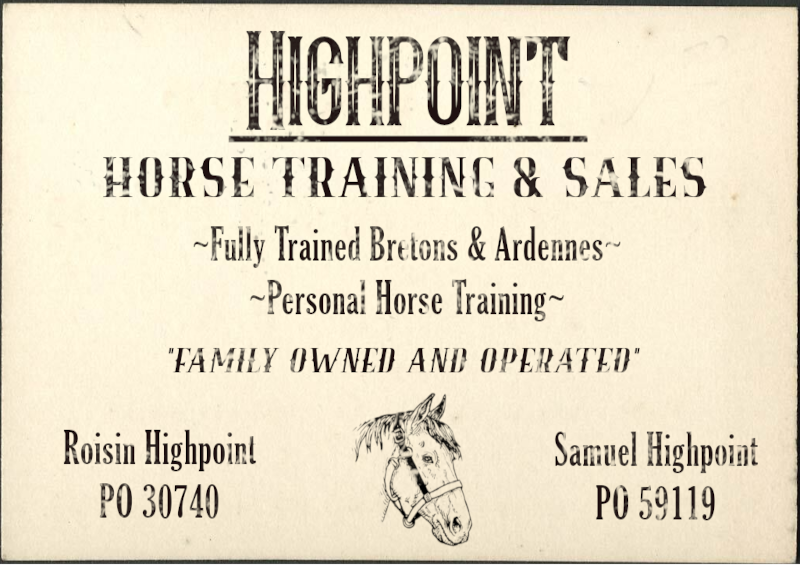 HIGHPOINT
HORSE TRAINING & SALES
~Fully Trained Bretons & Ardennes~
~Personal Horse Training~
"FAMILY OWNED AND OPERATED"
Roisin Highpoint
PO 30740
Samuel Highpoint
PO 59119